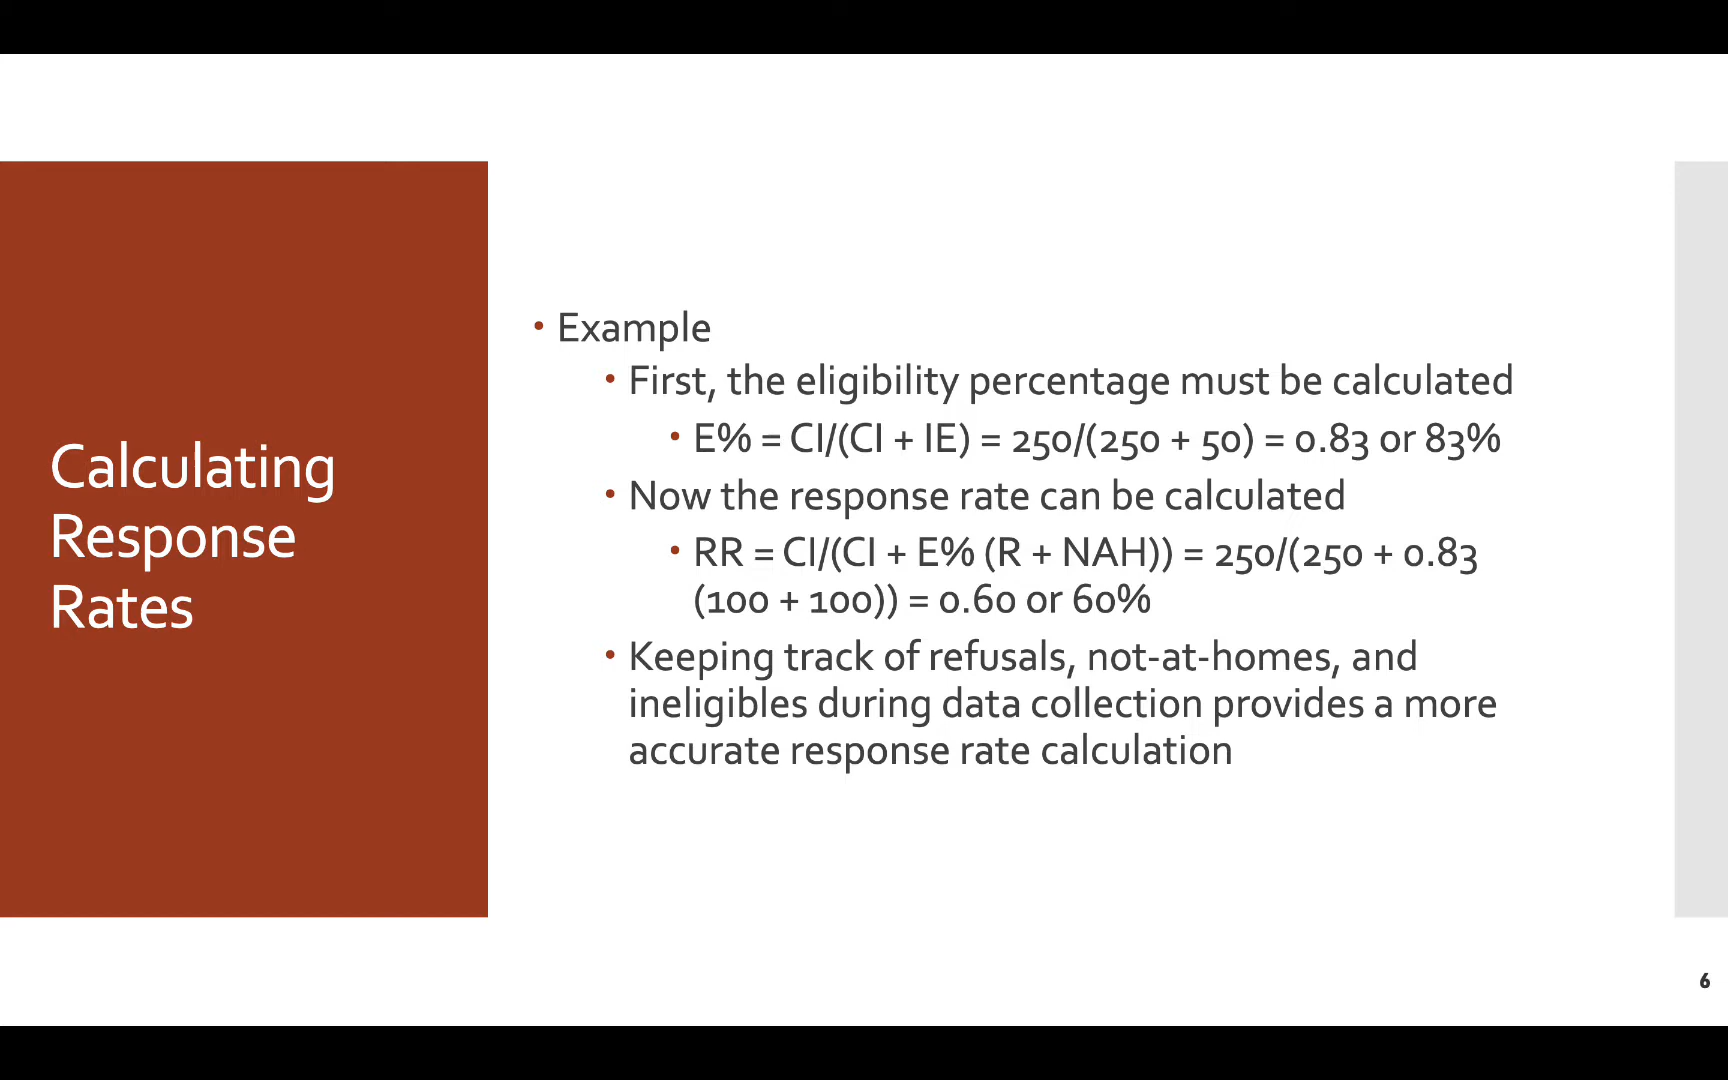 Calculating
Response
Rates
• Example
• First, the eligibility percentage must be calculated
• E% = CI/(CI + IE) = 250/(250 + 50) = 0.83 or 83%
• Now the response rate can be calculated
• RR = CI/(CI + E% (R + NAH)) = 250/(250 + 0.83
(100 + 100)) = 0.60 or 60%
• Keeping track of refusals, not-at-homes, and
ineligibles during data collection provides a more
accurate response rate calculation
6